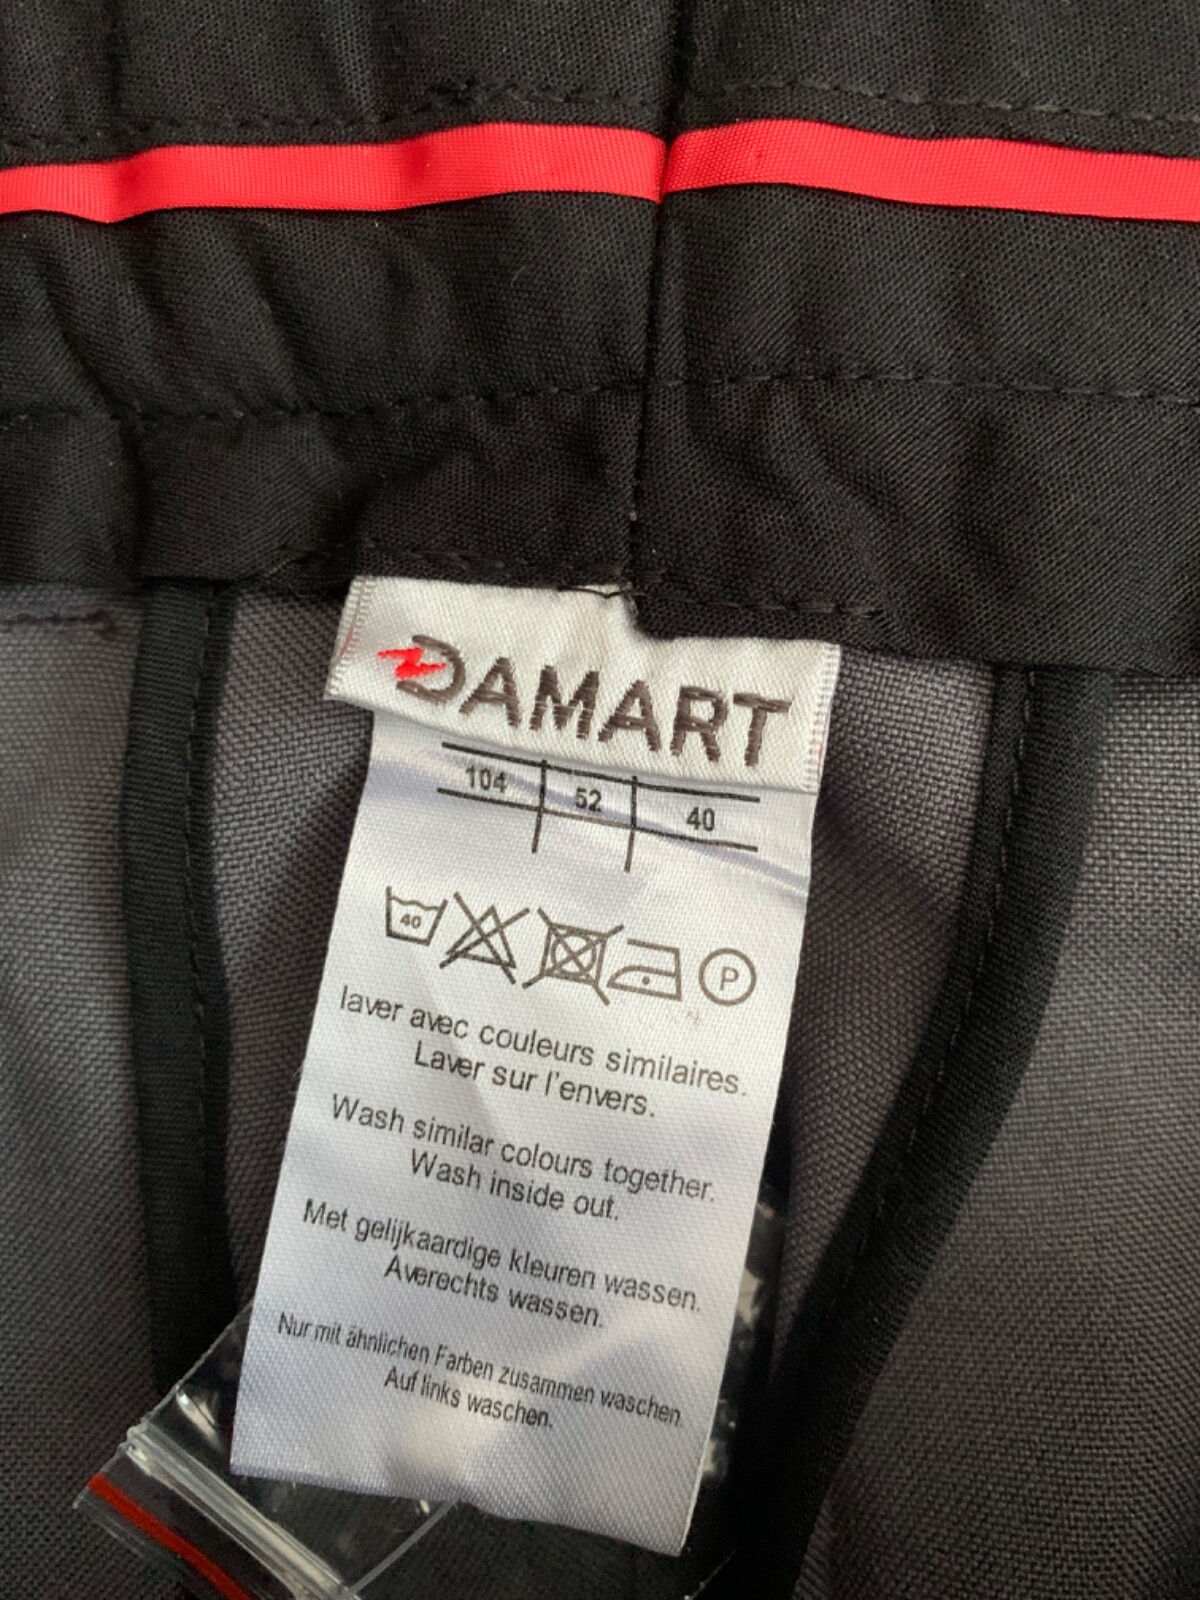 DAMART
104 52 40
40 P
laver avec couleurs similaires.
Laver sur l'envers.
Wash similar colours together.
Wash inside out.
Met gelijkaardige kleuren wassen.
Averechts wassen.
Nur mit ähnlichen Farben zusammen waschen.
Auf links waschen.